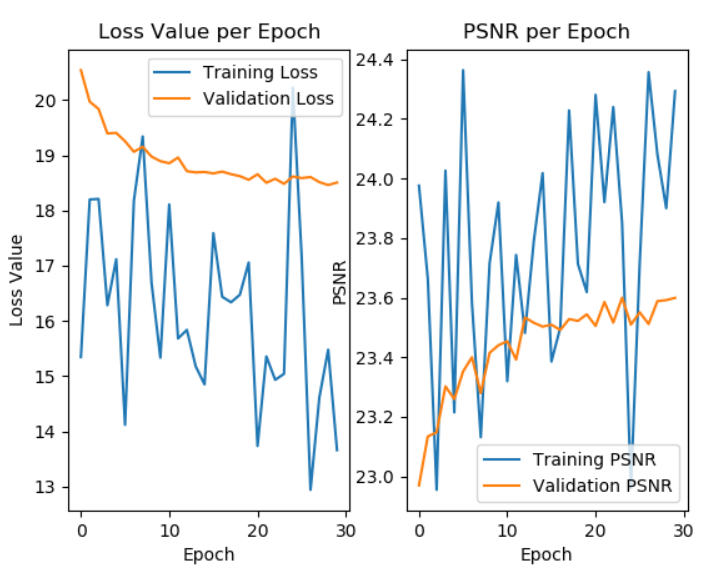 Loss Value per Epoch
Training Loss
Validation Loss
20
19
18
17
16
15
14
13
Loss Value
0
10
20
30
Epoch
PSNR per Epoch
24.4
24.2
24.0
23.8
23.6
23.4
23.2
23.0
PSNR
Training PSNR
Validation PSNR
0
10
20
30
Epoch